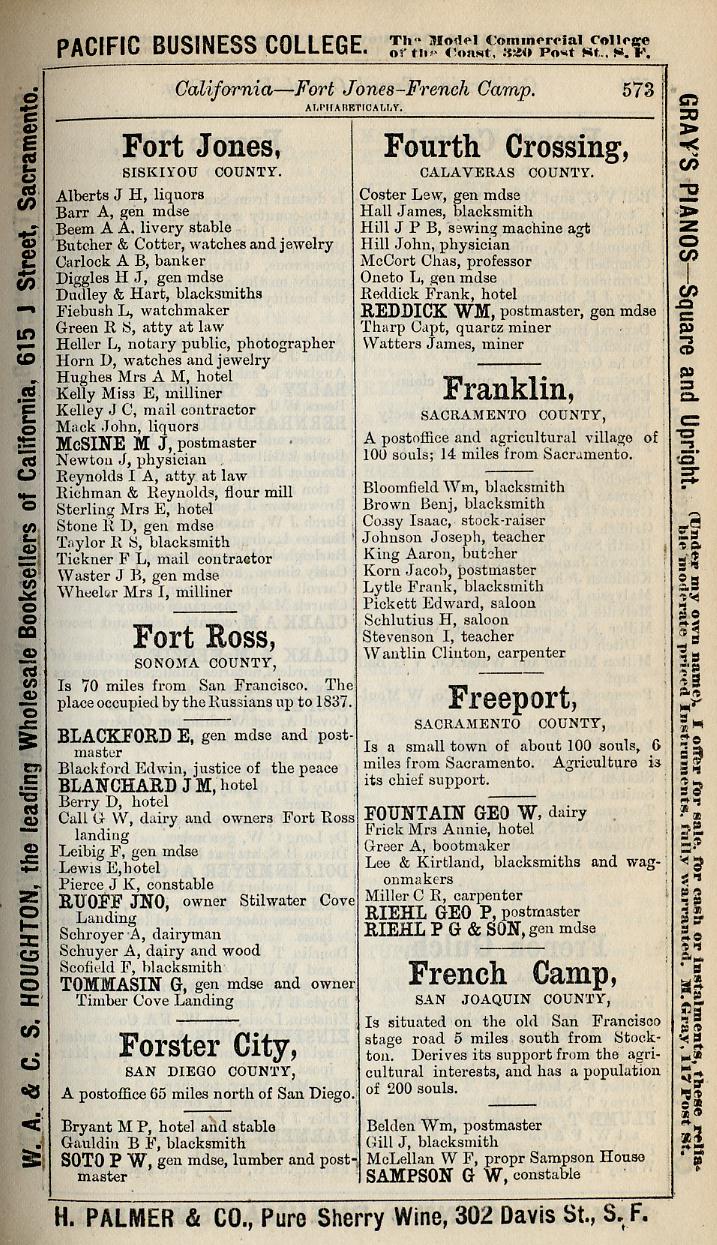 PACIFIC BUSINESS COLLEGE. The Model Commercial College
of the Coast, 320 Post St., S. F.
California—Fort Jones-French Camp. 573
ALPHABETICALLY.
Fort Jones,
SISKIYOU COUNTY.
Alberts J H, liquors
Barr A, gen mdse
Beem A A. livery stable
Butcher & Cotter, watches and jewelry
Carlock A B, banker
Diggles H J, gen mdse
Dudley & Hart, blacksmiths
Fiebush L, watchmaker
Green R S, atty at law
Heller L, notary public, photographer
Horn D, watches and jewelry
Hughes Mrs A M, hotel
Kelly Miss E, milliner
Kelley J C, mail contractor
Mack John, liquors
McSINE M J, postmaster
Newton J, physician
Reynolds I A, atty at law
Richman & Reynolds, flour mill
Sterling Mrs E, hotel
Stone R D, gen mdse
Taylor R S, blacksmith
Tickner F L, mail contractor
Waster J B, gen mdse
Wheeler Mrs I, milliner
Fort Ross,
SONOMA COUNTY,
Is 70 miles from San Francisco. The
place occupied by the Russians up to 1837.
BLACKFORD E, gen mdse and post-
master
Blackford Edwin, justice of the peace
BLANCHARD J M, hotel
Berry D, hotel
Call G W, dairy and owners Fort Ross
landing
Leibig F, gen mdse
Lewis E, hotel
Pierce J K, constable
RUOFF JNO, owner Stilwater Cove
Landing
Schroyer A, dairyman
Schuyer A, dairy and wood
Scofield F, blacksmith
TOMMASIN G, gen mdse and owner
Timber Cove Landing
Forster City,
SAN DIEGO COUNTY,
A postoffice 65 miles north of San Diego.
Bryant M P, hotel and stable
Gauldin B F, blacksmith
SOTO P W, gen mdse, lumber and post-
master
Fourth Crossing,
CALAVERAS COUNTY.
Coster Lew, gen mdse
Hall James, blacksmith
Hill J P B, sewing machine agt
Hill John, physician
McCort Chas, professor
Oneto L, gen mdse
Reddick Frank, hotel
REDDICK WM, postmaster, gen mdse
Tharp Capt, quartz miner
Watters James, miner
Franklin,
SACRAMENTO COUNTY,
A postoffice and agricultural village of
100 souls; 14 miles from Sacramento.
Bloomfield Wm, blacksmith
Brown Benj, blacksmith
Cossy Isaac, stock-raiser
Johnson Joseph, teacher
King Aaron, butcher
Korn Jacob, postmaster
Lytle Frank, blacksmith
Pickett Edward, saloon
Schlutius H, saloon
Stevenson I, teacher
Wantlin Clinton, carpenter
Freeport,
SACRAMENTO COUNTY,
Is a small town of about 100 souls, 6
miles from Sacramento. Agriculture is
its chief support.
FOUNTAIN GEO W, dairy
Frick Mrs Annie, hotel
Greer A, bootmaker
Lee & Kirtland, blacksmiths and wag-
onmakers
Miller C R, carpenter
RIEHL GEO P, postmaster
RIEHL P G & SON, gen mdse
French Camp,
SAN JOAQUIN COUNTY,
Is situated on the old San Francisco
stage road 5 miles south from Stock-
ton. Derives its support from the agri-
cultural interests, and has a population
of 200 souls.
Belden Wm, postmaster
Gill J, blacksmith
McLellan W F, propr Sampson House
SAMPSON G W, constable
W. A. & C. S. HOUGHTON, the leading Wholesale Booksellers of California, 615 J Street, Sacramento.
GRAY'S PIANOS—Square and Upright. (Under my own name). I offer for sale, for cash or instalments, these relia-
ble moderate priced Instruments, fully warranted. M. Gray, 117 Post St.
H. PALMER & CO., Pure Sherry Wine, 302 Davis St., S. F.